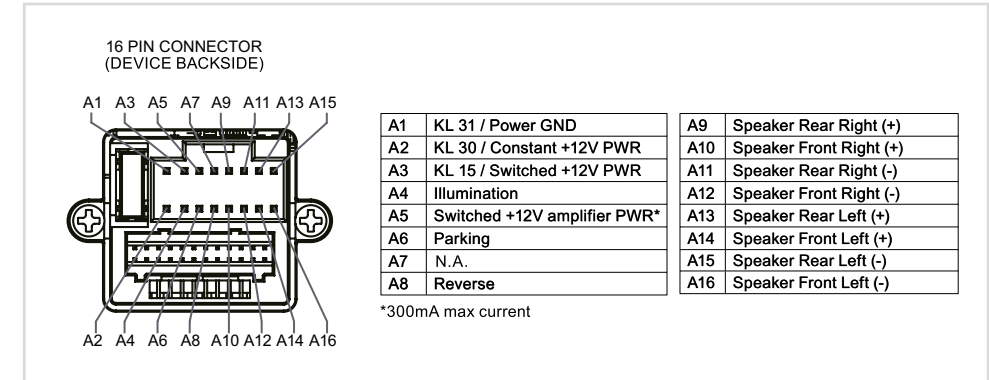 16 PIN CONNECTOR
(DEVICE BACKSIDE)
A1 A3 A5 A7 A9 A11 A13 A15
A2 A4 A6 A8 A10 A12 A14 A16
A1 KL 31 / Power GND
A2 KL 30 / Constant +12V PWR
A3 KL 15 / Switched +12V PWR
A4 Illumination
A5 Switched +12V amplifier PWR*
A6 Parking
A7 N.A.
A8 Reverse
*300mA max current
A9 Speaker Rear Right (+)
A10 Speaker Front Right (+)
A11 Speaker Rear Right (-)
A12 Speaker Front Right (-)
A13 Speaker Rear Left (+)
A14 Speaker Front Left (+)
A15 Speaker Rear Left (-)
A16 Speaker Front Left (-)